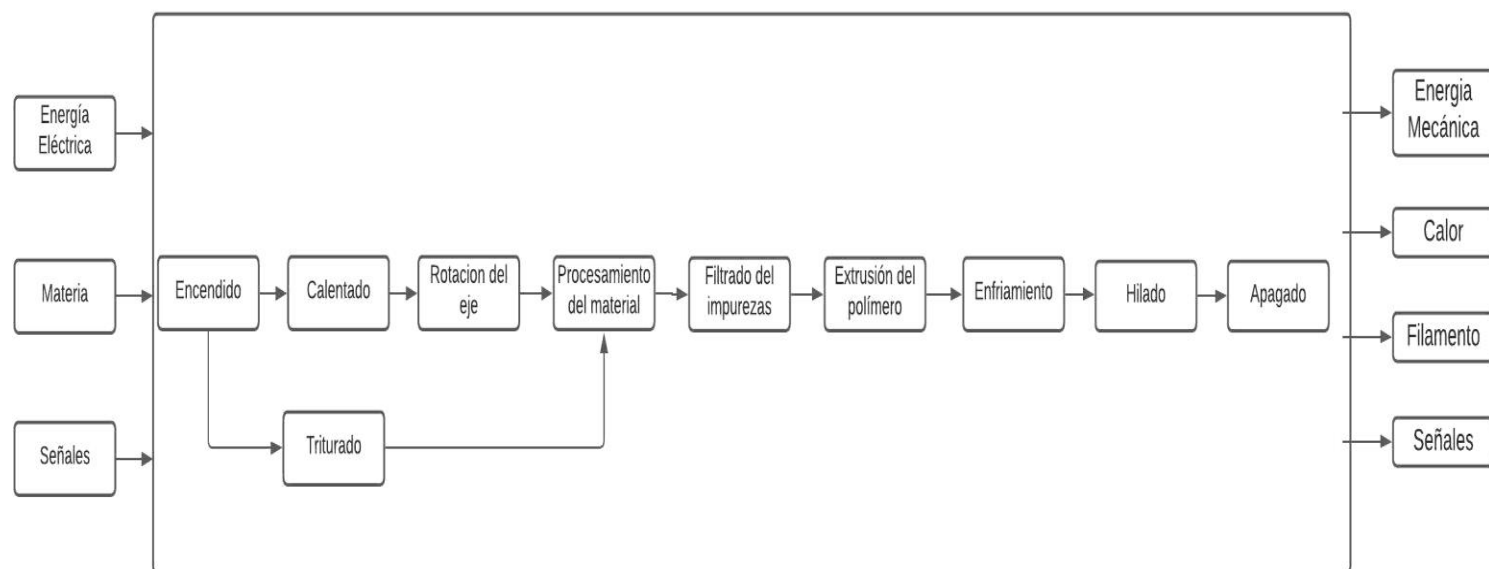 Energía
Eléctrica
Materia
Señales
Encendido
Calentado
Rotacion del
eje
Procesamiento
del material
Filtrado del
impurezas
Extrusión del
polímero
Enfriamiento
Hilado
Apagado
Triturado
Energia
Mecánica
Calor
Filamento
Señales